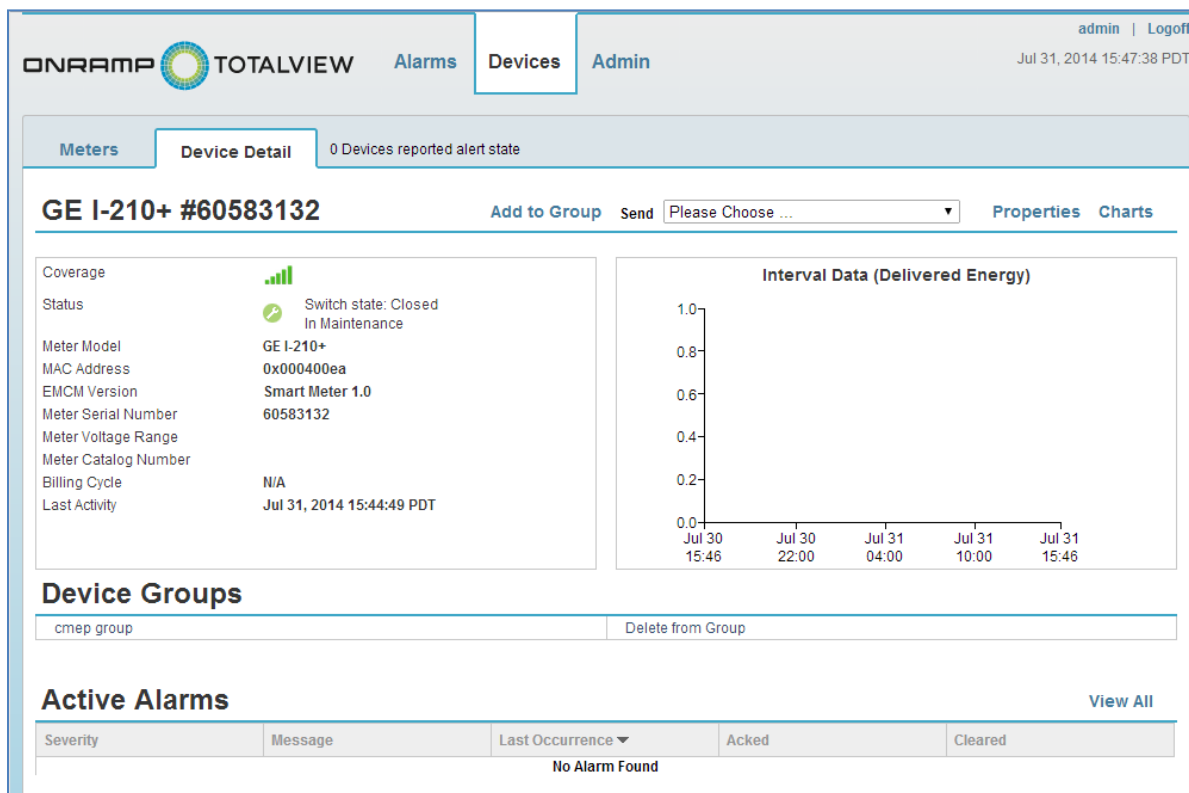 admin | Logoff
ONRAMP TOTALVIEW Alarms Devices Admin
Jul 31, 2014 15:47:38 PDT
Meters Device Detail 0 Devices reported alert state
GE I-210+ #60583132 Add to Group Send Please Choose ... Properties Charts
Coverage
Status Switch state: Closed
In Maintenance
Meter Model GE I-210+
MAC Address 0x000400ea
EMCM Version Smart Meter 1.0
Meter Serial Number 60583132
Meter Voltage Range
Meter Catalog Number
Billing Cycle N/A
Last Activity Jul 31, 2014 15:44:49 PDT
Interval Data (Delivered Energy)
1.0
0.8
0.6
0.4
0.2
0.0
Jul 30 Jul 30 Jul 31 Jul 31 Jul 31
15:46 22:00 04:00 10:00 15:46
Device Groups
cmep group Delete from Group
Active Alarms View All
Severity Message Last Occurrence Acked Cleared
No Alarm Found